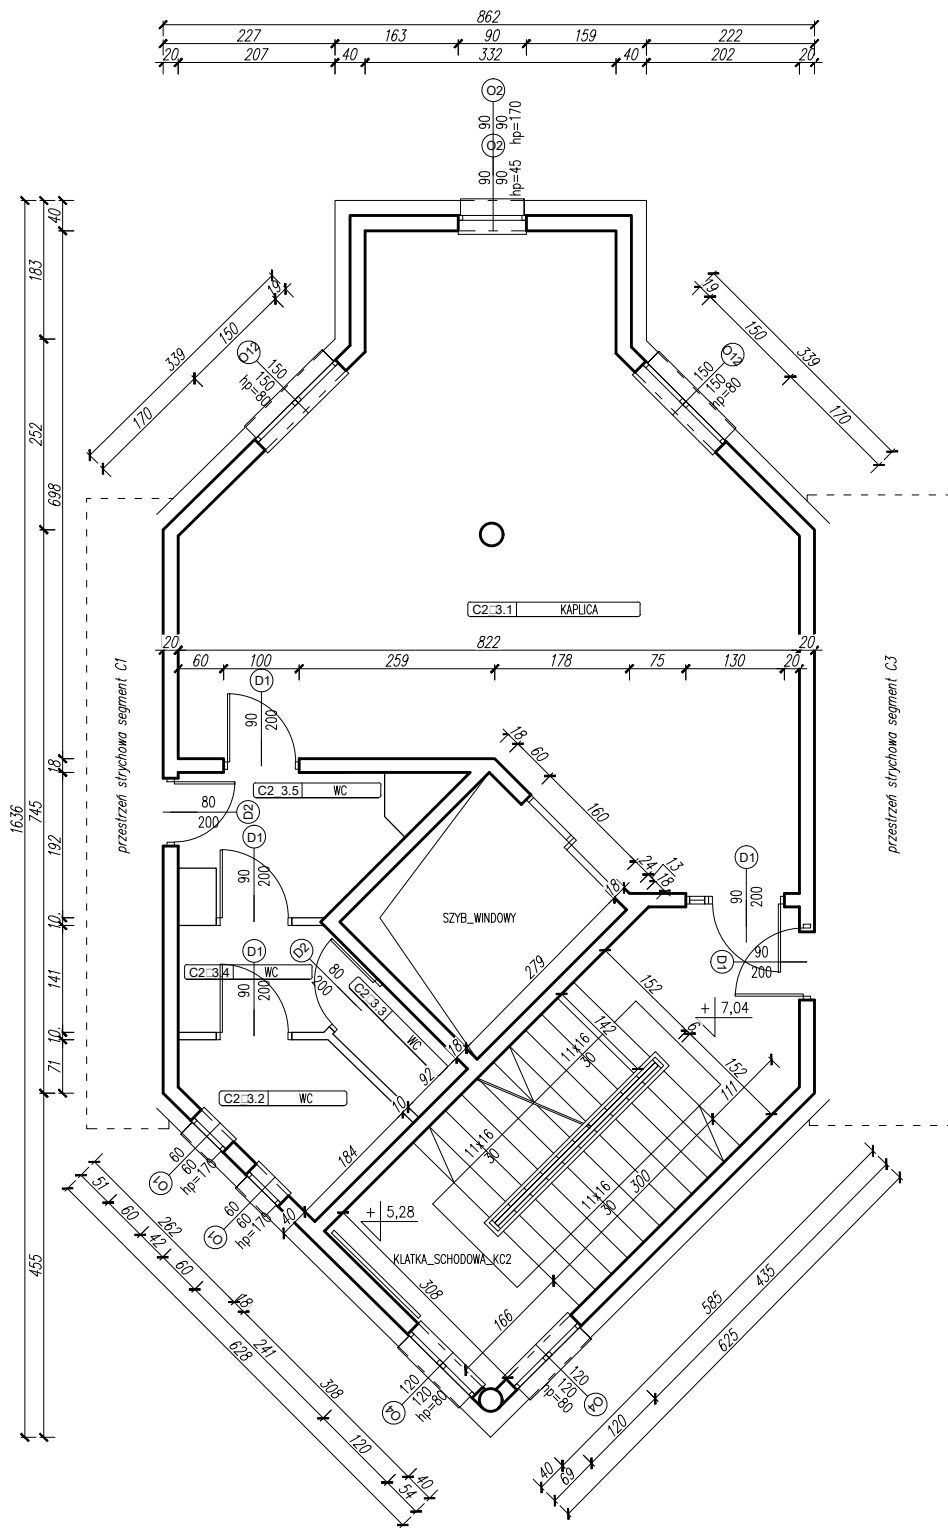 862
227 163 90 159 222
20 207 40 332 40 202 20
O2
90
90
hp=170
O2
90
90
hp=45
40
183
252
698
1636
745
18
192
10
141
10
71
455
19
150
339
170
O12
150
150
hp=80
19
150
339
170
O12
150
150
hp=80
C2□3.1 KAPLICA
20 822 20
60 100 259 178 75 130 20
przestrzeń strychowa segment C1
przestrzeń strychowa segment C3
D1
90
200
18
60
160
24
13
18
18
C2 3.5 WC
80
200
D2
D1
90
200
D1
90
200
SZYB_WINDOWY
279
D1
90
200
D2
80
200
C2□3.4 WC
C2□3.3 WC
D1
90
200
+ 7,04
152
142
6
152
111
11x16
30
11x16
30
11x16
30
300
18
92
10
184
C2□3.2 WC
O1
60
60
hp=170
O1
60
60
hp=170
40
+ 5,28
KLATKA_SCHODOWA_KC2
308
166
O4
120
120
hp=80
O4
120
120
hp=80
51
60
42
60
262
18
241
628
308
120
40
54
585
435
625
120
40
69